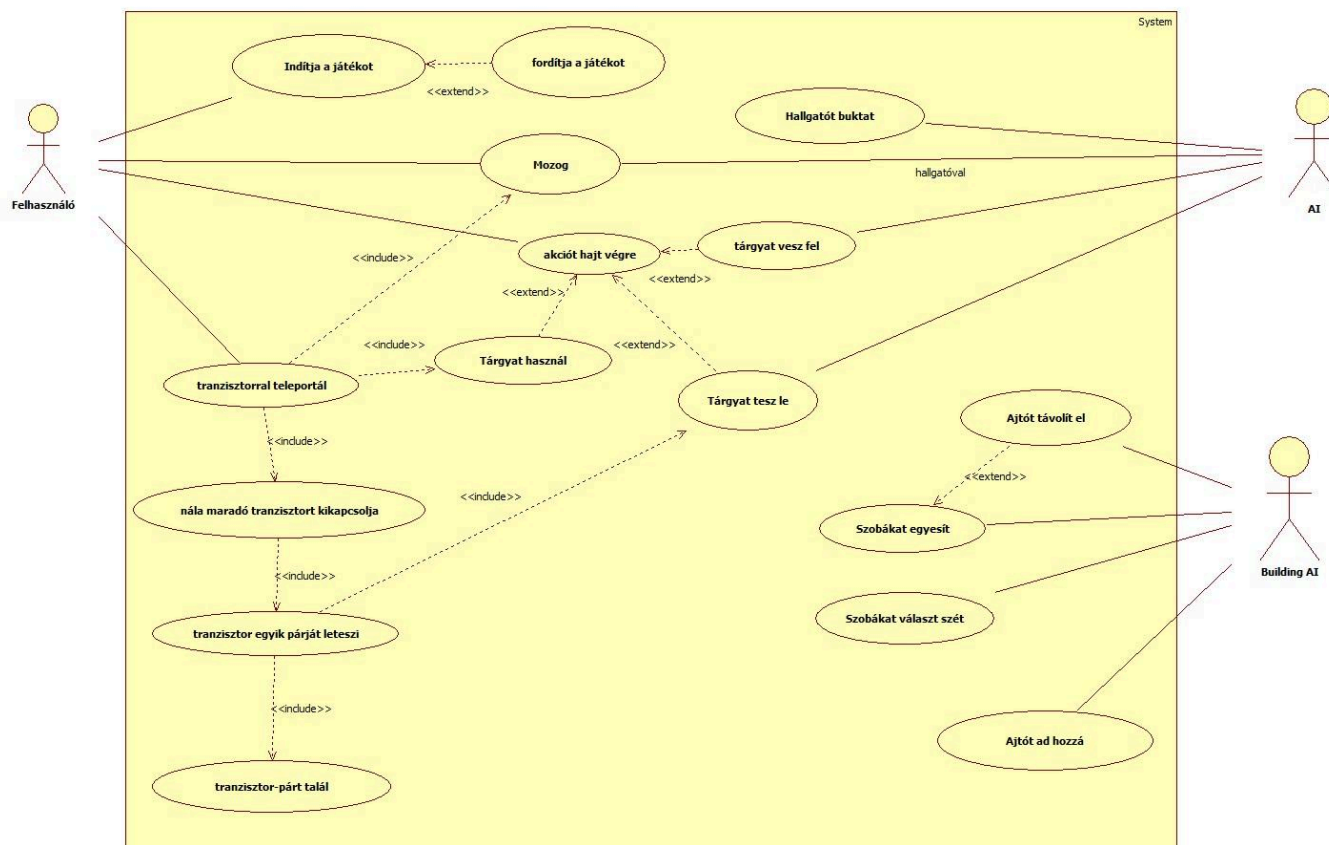 System
Indítja a játékot
fordítja a játékot
<<extend>>
Hallgatót buktat
Mozog
hallgatóval
Felhasználó
AI
tárgyat vesz fel
akciót hajt végre
<<include>>
<<extend>>
<<extend>>
<<include>>
<<extend>>
Tárgyat használ
tranzisztorral teleportál
Tárgyat tesz le
Ajtót távolít el
<<include>>
<<extend>>
<<include>>
nála maradó tranzisztort kikapcsolja
Szobákat egyesít
Building AI
<<include>>
Szobákat választ szét
tranzisztor egyik párját leteszi
<<include>>
Ajtót ad hozzá
tranzisztor-párt talál